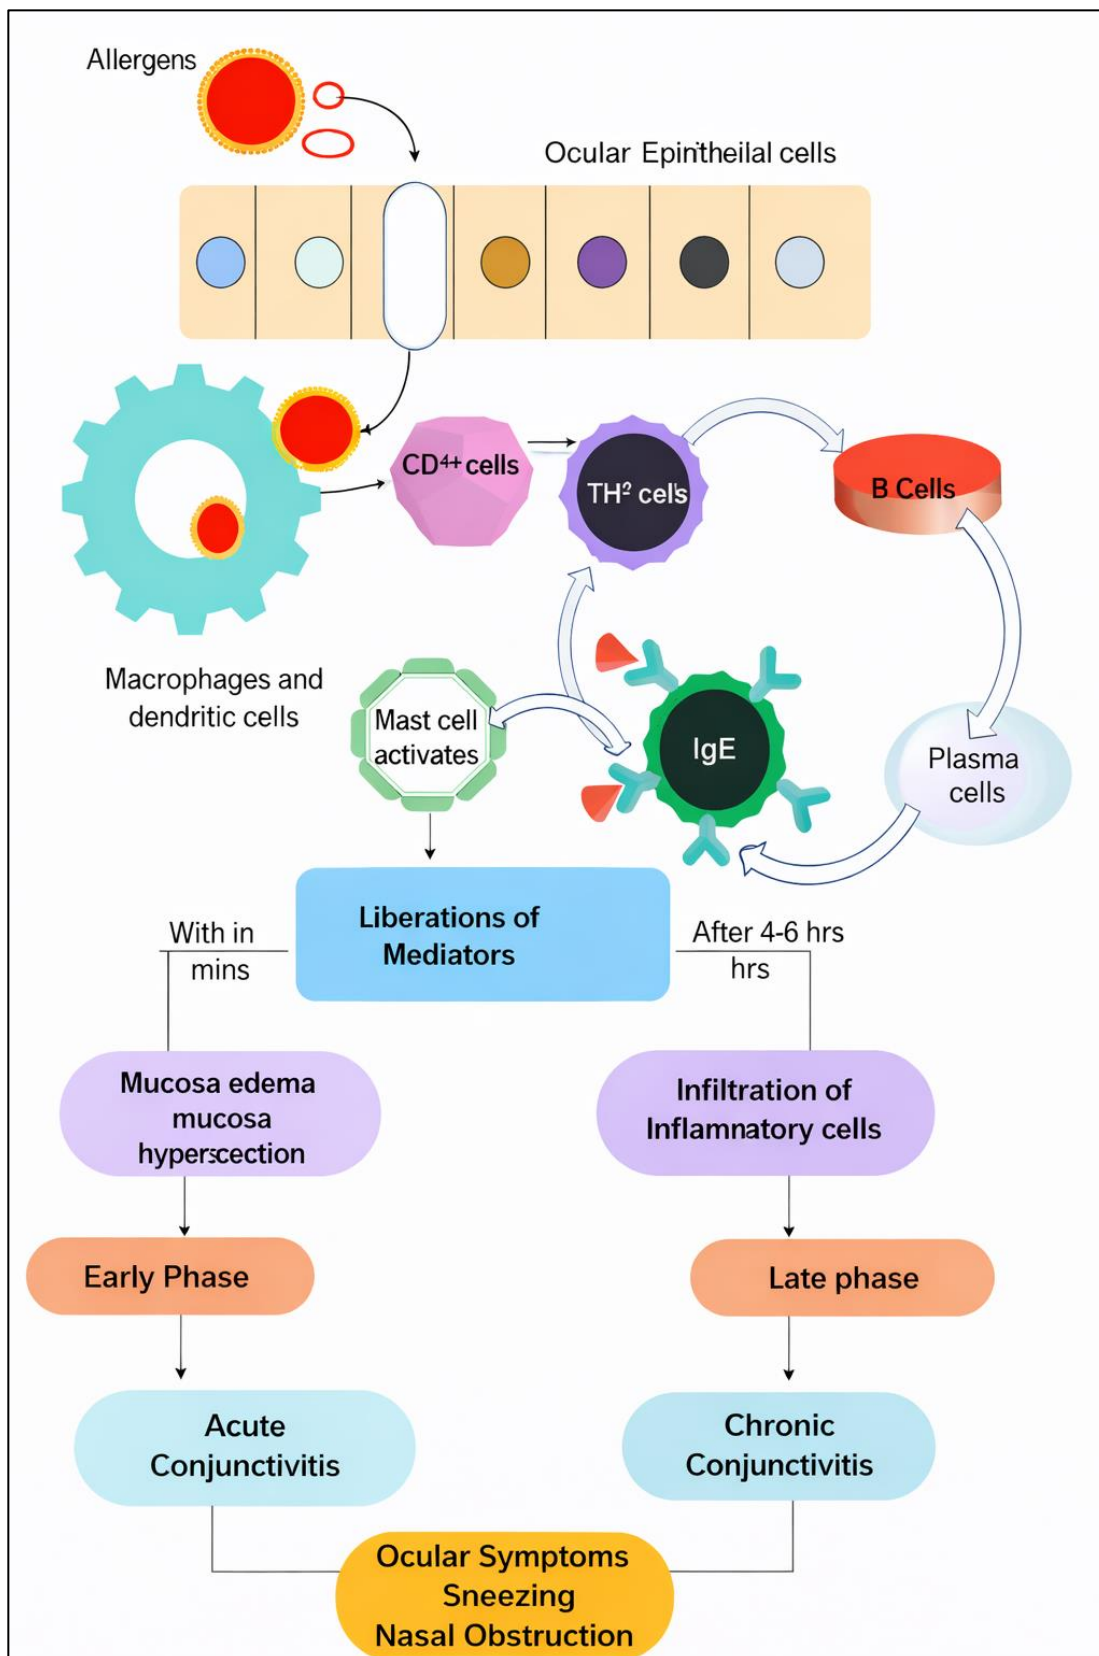 Allergens
Ocular Epintheilal cells
CD⁴⁺ cells
TH² cells
B Cells
Macrophages and
dendritic cells
Mast cell
activates
IgE
Plasma
cells
Liberations of
Mediators
With in
mins
After 4-6 hrs
hrs
Mucosa edema
mucosa
hyperscection
Infiltration of
Inflamnatory cells
Early Phase
Late phase
Acute
Conjunctivitis
Chronic
Conjunctivitis
Ocular Symptoms
Sneezing
Nasal Obstruction